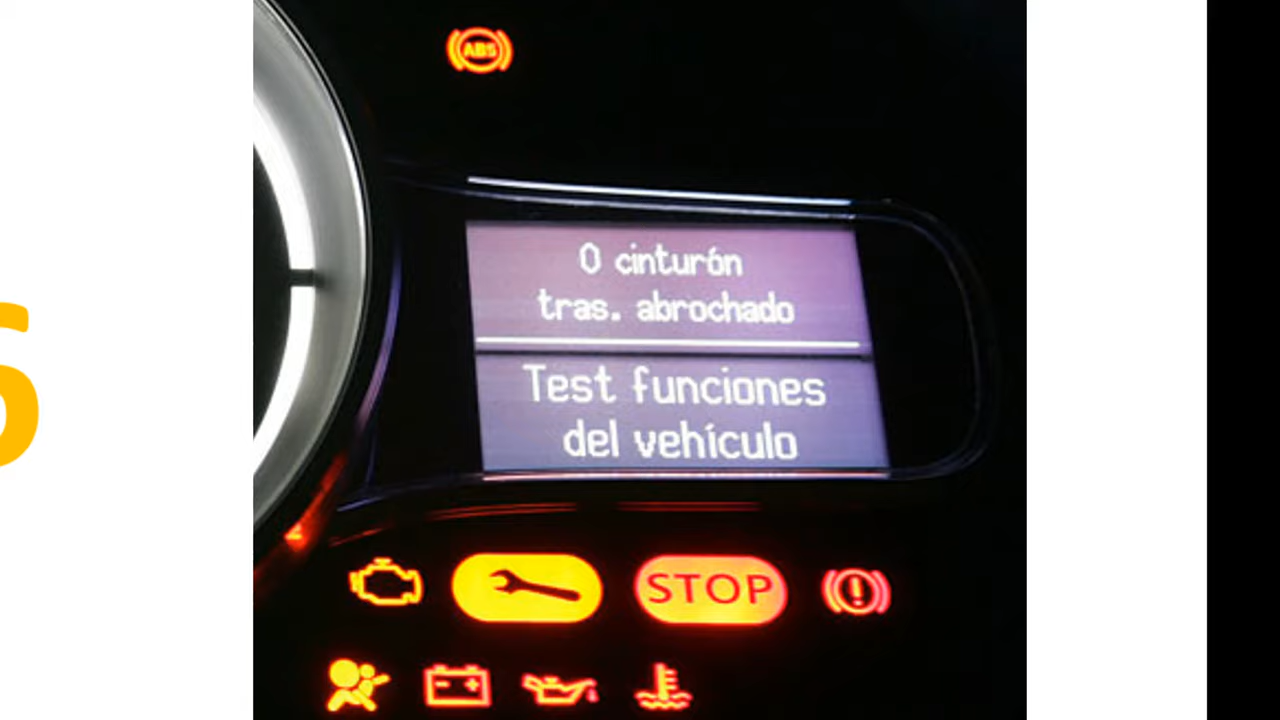 ABS
0 cinturón
tras. abrochado
Test funciones
del vehículo
STOP